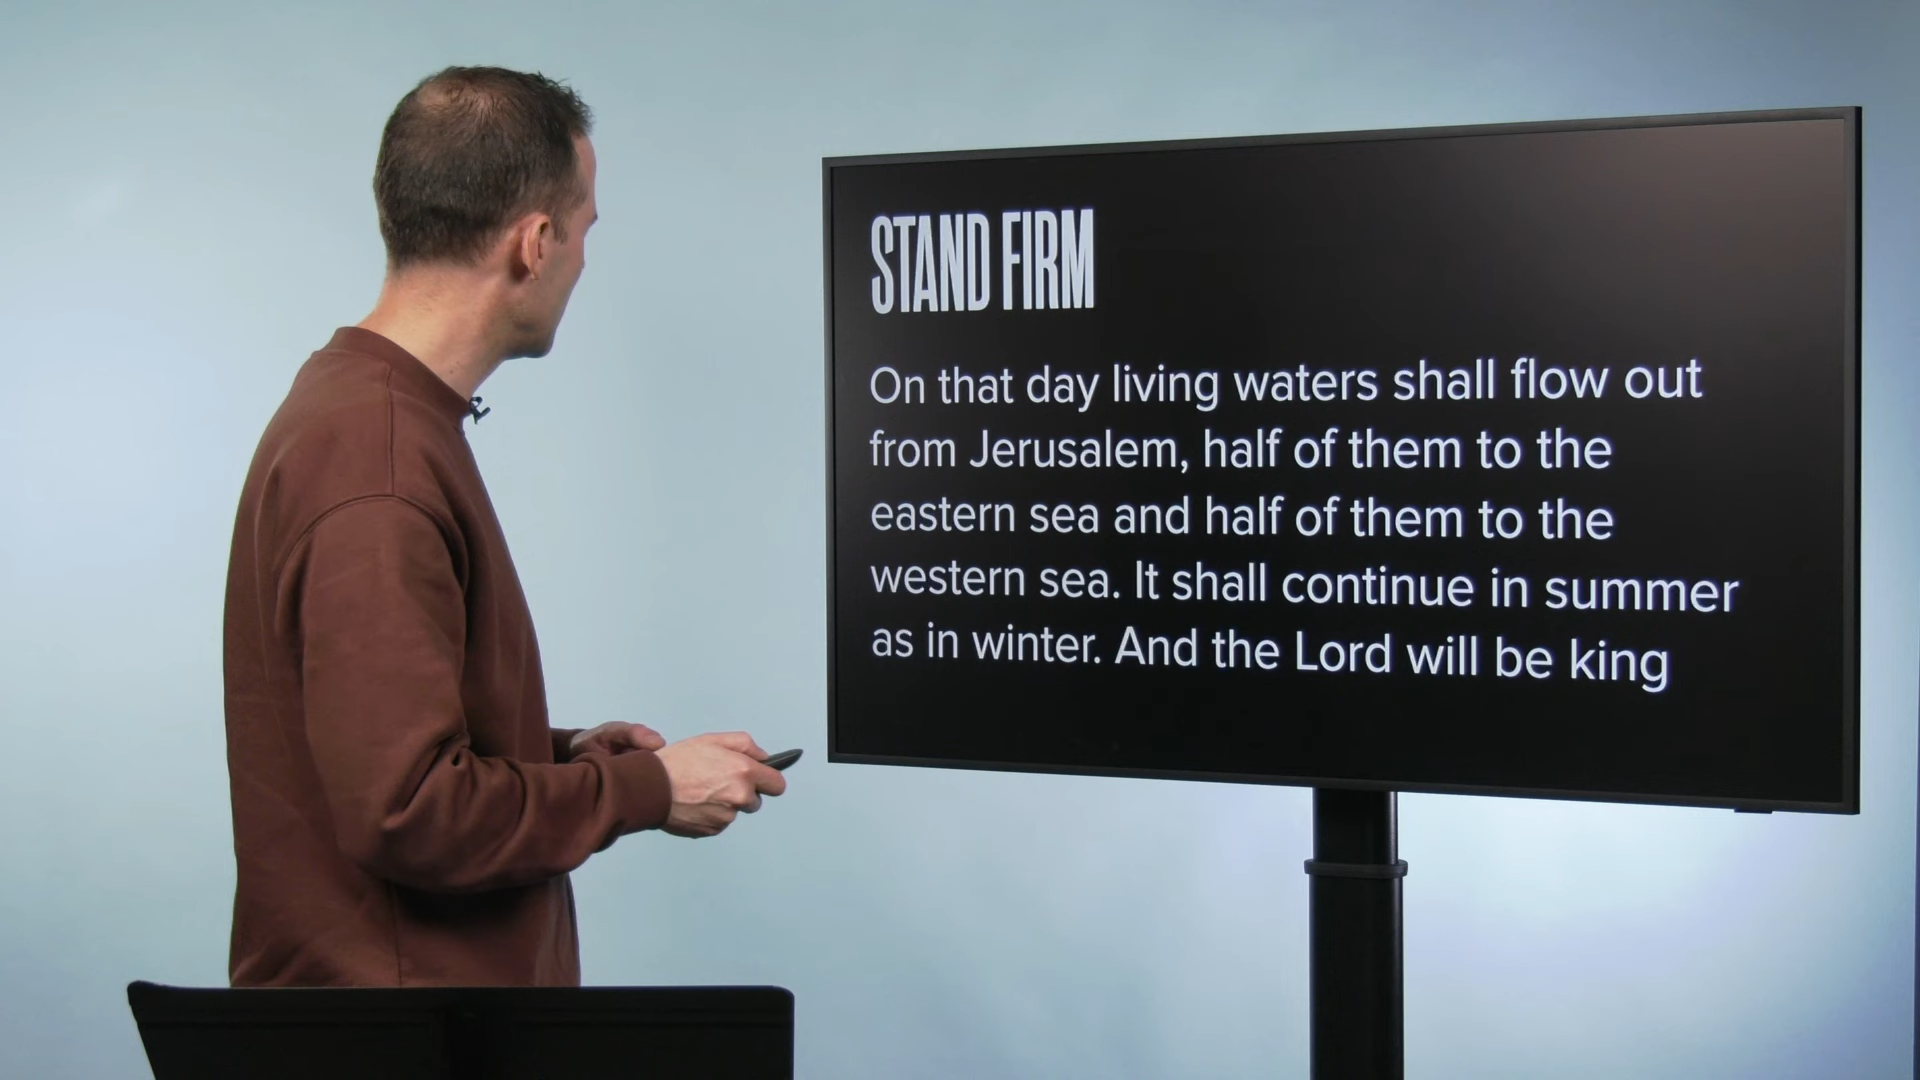 STAND FIRM
On that day living waters shall flow out
from Jerusalem, half of them to the
eastern sea and half of them to the
western sea. It shall continue in summer
as in winter. And the Lord will be king